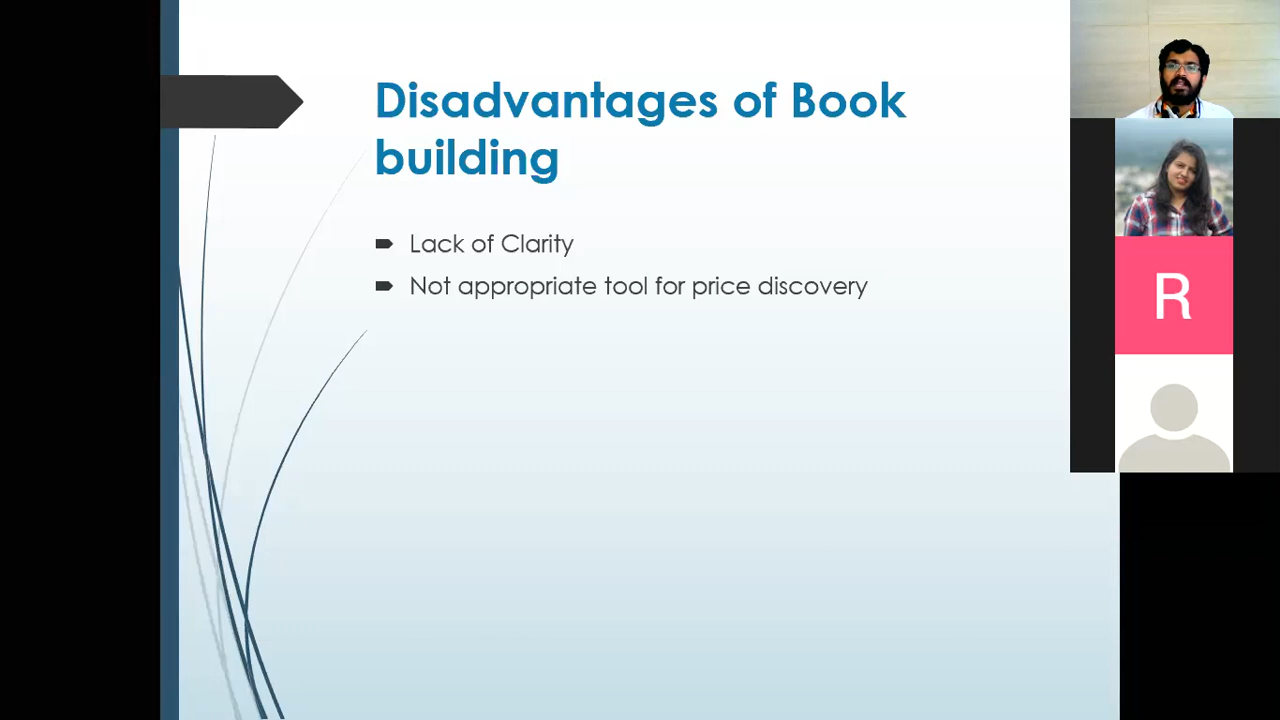 Disadvantages of Book
building
Lack of Clarity
Not appropriate tool for price discovery
R